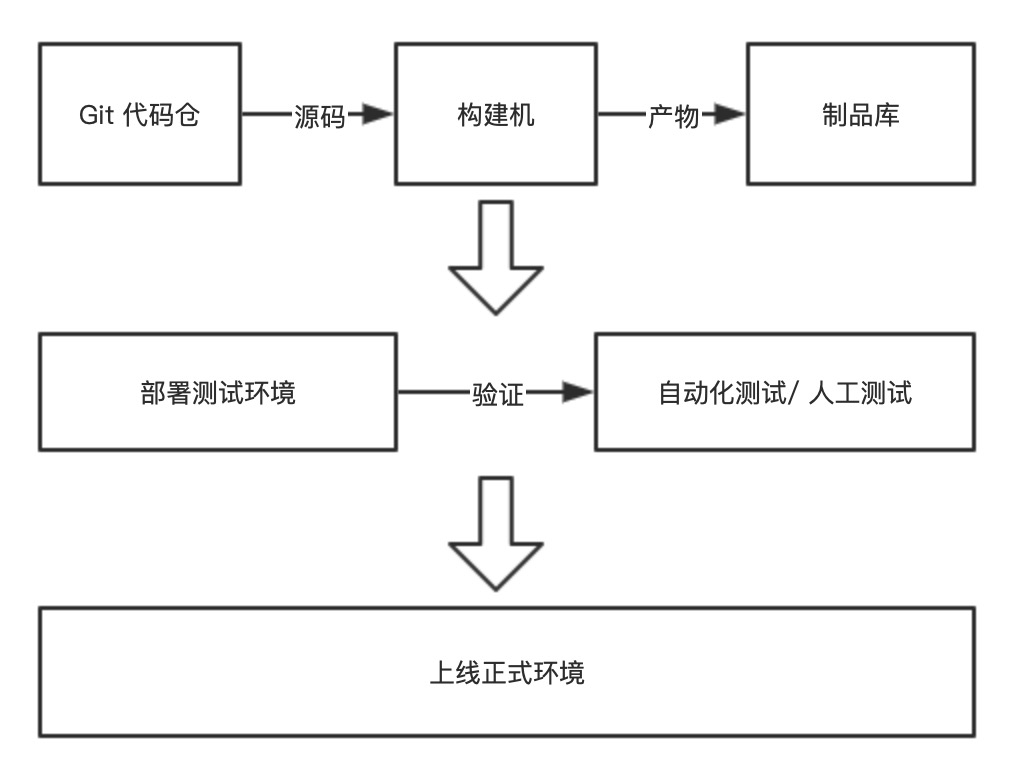 Git 代码仓
源码
构建机
产物
制品库
部署测试环境
验证
自动化测试/ 人工测试
上线正式环境